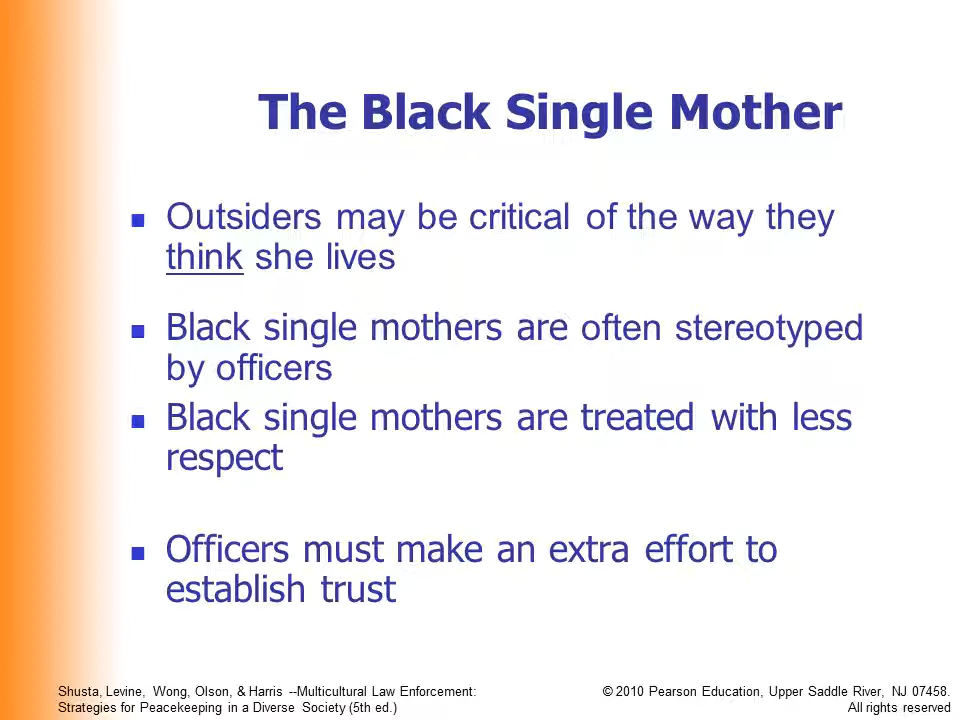 The Black Single Mother
Outsiders may be critical of the way they
think she lives
Black single mothers are often stereotyped
by officers
Black single mothers are treated with less
respect
Officers must make an extra effort to
establish trust
Shusta, Levine, Wong, Olson, & Harris --Multicultural Law Enforcement:
Strategies for Peacekeeping in a Diverse Society (5th ed.)
© 2010 Pearson Education, Upper Saddle River, NJ 07458.
All rights reserved